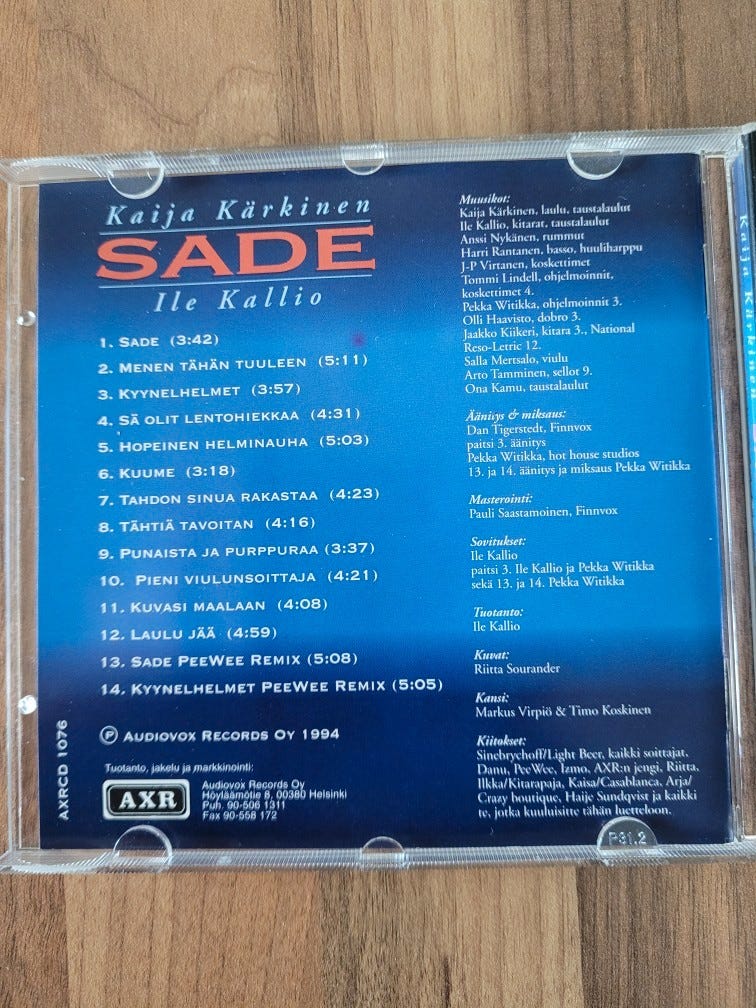 Kaija Kärkinen
SADE
Ile Kallio
1. Sade (3:42)
2. Menen tähän tuuleen (5:11)
3. Kyynelhelmet (3:57)
4. Sä olit lentohiekkaa (4:31)
5. Hopeinen helminauha (5:03)
6. Kuume (3:18)
7. Tahdon sinua rakastaa (4:23)
8. Tähtiä tavoitan (4:16)
9. Punaista ja purppuraa (3:37)
10. Pieni viulunsoittaja (4:21)
11. Kuvasi maalaan (4:08)
12. Laulu jää (4:59)
13. Sade PeeWee Remix (5:08)
14. Kyynelhelmet PeeWee Remix (5:05)
Ⓟ Audiovox Records Oy 1994
Tuotanto, jakelu ja markkinointi:
AXR
Audiovox Records Oy
Höyläämötie 8, 00380 Helsinki
Puh. 90-506 1311
Fax 90-558 172
AXRCD 1076
Muusikot:
Kaija Kärkinen, laulu, taustalaulut
Ile Kallio, kitarat, taustalaulut
Anssi Nykänen, rummut
Harri Rantanen, basso, huuliharppu
J-P Virtanen, koskettimet
Tommi Lindell, ohjelmoinnit,
koskettimet 4.
Pekka Witikka, ohjelmoinnit 3.
Olli Haavisto, dobro 3.
Jaakko Kiikeri, kitara 3., National
Reso-Letric 12.
Salla Mertsalo, viulu
Arto Tamminen, sellot 9.
Ona Kamu, taustalaulut
Äänitys & miksaus:
Dan Tigerstedt, Finnvox
paitsi 3. äänitys
Pekka Witikka, hot house studios
13. ja 14. äänitys ja miksaus Pekka Witikka
Masterointi:
Pauli Saastamoinen, Finnvox
Sovitukset:
Ile Kallio
paitsi 3. Ile Kallio ja Pekka Witikka
sekä 13. ja 14. Pekka Witikka
Tuotanto:
Ile Kallio
Kuvat:
Riitta Sourander
Kansi:
Markus Virpiö & Timo Koskinen
Kiitokset:
Sinebrychoff/Light Beer, kaikki soittajat,
Danu, PeeWee, Izmo, AXR:n jengi, Riitta,
Ilkka/Kitarapaja, Kaisa/Casablanca, Arja/
Crazy boutique, Haije Sundqvist ja kaikki
te, jotka kuuluisitte tähän luetteloon.
P31.2
Kaija Kärkinen